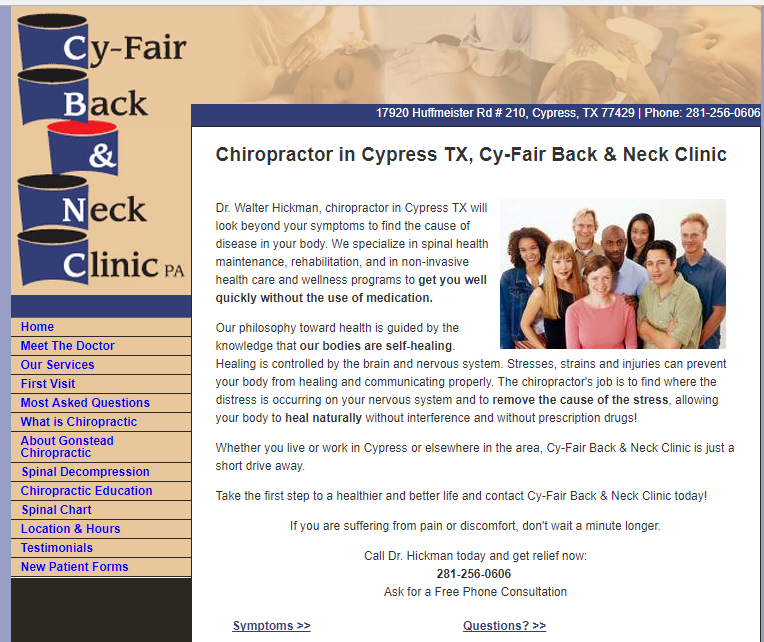 Cy-Fair
Back
&
Neck
Clinic PA
17920 Huffmeister Rd # 210, Cypress, TX 77429 | Phone: 281-256-0606
Home
Meet The Doctor
Our Services
First Visit
Most Asked Questions
What is Chiropractic
About Gonstead
Chiropractic
Spinal Decompression
Chiropractic Education
Spinal Chart
Location & Hours
Testimonials
New Patient Forms
Chiropractor in Cypress TX, Cy-Fair Back & Neck Clinic
Dr. Walter Hickman, chiropractor in Cypress TX will
look beyond your symptoms to find the cause of
disease in your body. We specialize in spinal health
maintenance, rehabilitation, and in non-invasive
health care and wellness programs to get you well
quickly without the use of medication.
Our philosophy toward health is guided by the
knowledge that our bodies are self-healing.
Healing is controlled by the brain and nervous system. Stresses, strains and injuries can prevent
your body from healing and communicating properly. The chiropractor's job is to find where the
distress is occurring on your nervous system and to remove the cause of the stress, allowing
your body to heal naturally without interference and without prescription drugs!
Whether you live or work in Cypress or elsewhere in the area, Cy-Fair Back & Neck Clinic is just a
short drive away.
Take the first step to a healthier and better life and contact Cy-Fair Back & Neck Clinic today!
If you are suffering from pain or discomfort, don't wait a minute longer.
Call Dr. Hickman today and get relief now:
281-256-0606
Ask for a Free Phone Consultation
Symptoms >>
Questions? >>